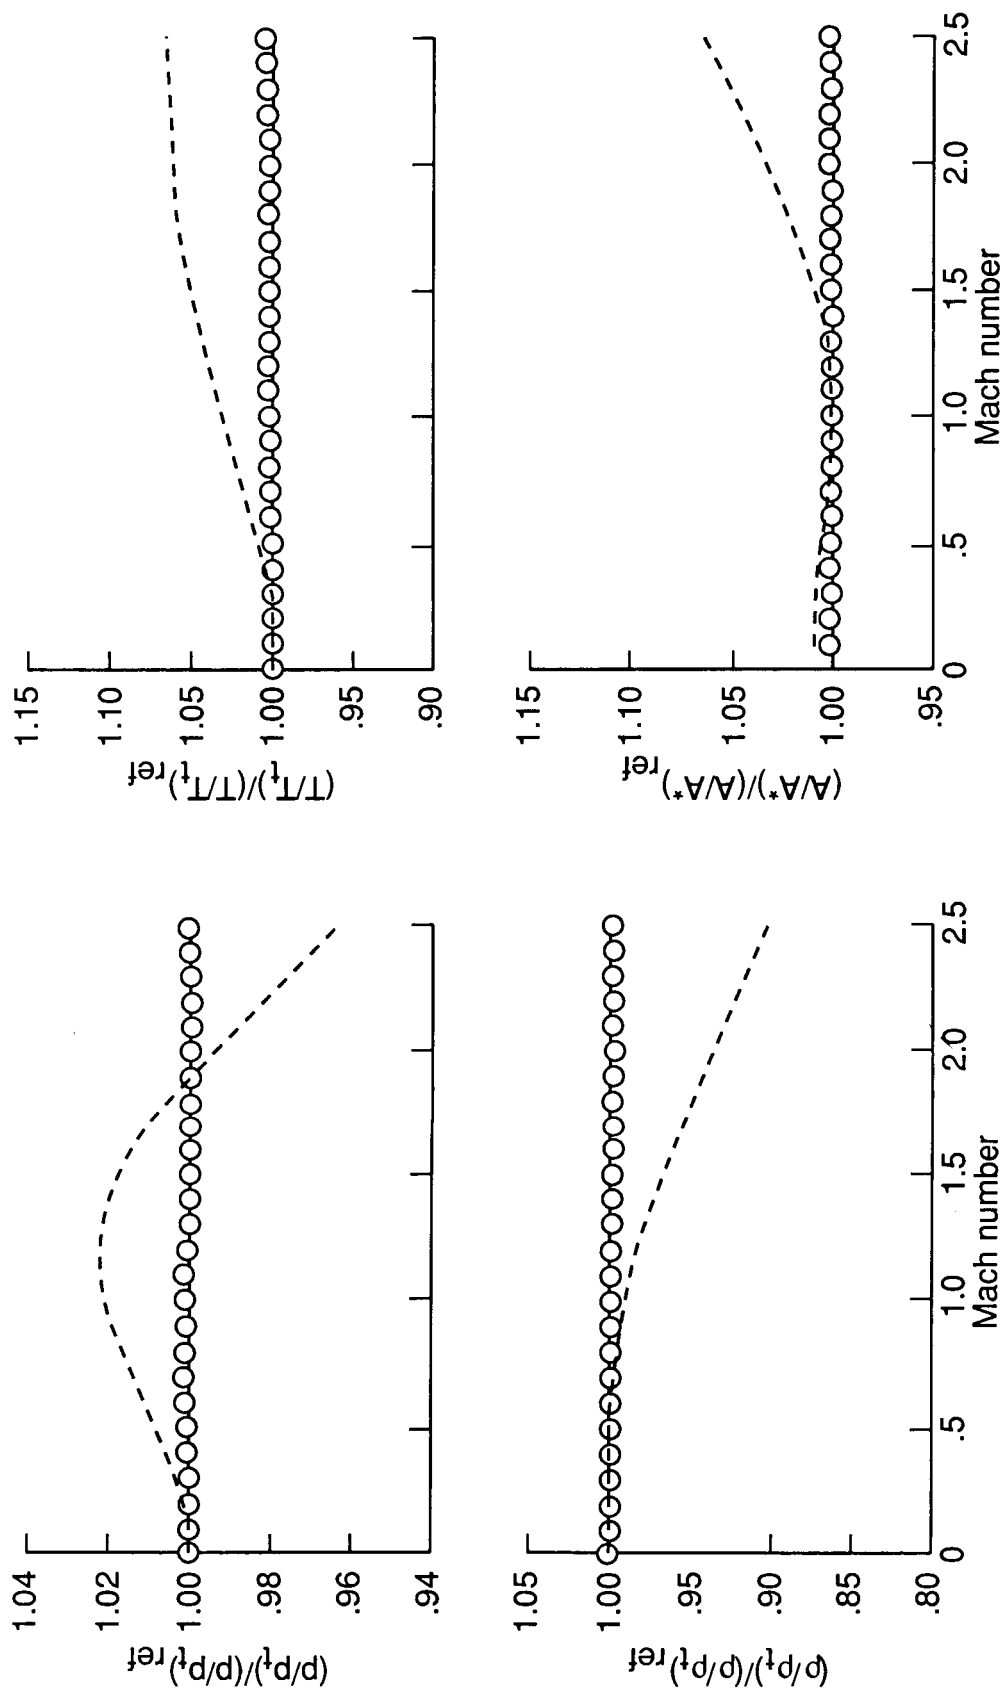 1.04
1.02
1.00
.98
.96
.94
(p/p_t)/(p/p_t)_ref
1.15
1.10
1.05
1.00
.95
.90
(T/T_t)/(T/T_t)_ref
1.05
1.00
.95
.90
.85
.80
(ρ/ρ_t)/(ρ/ρ_t)_ref
0 .5 1.0 1.5 2.0 2.5
Mach number
1.15
1.10
1.05
1.00
.95
(A/A*)/(A/A*)_ref
0 .5 1.0 1.5 2.0 2.5
Mach number